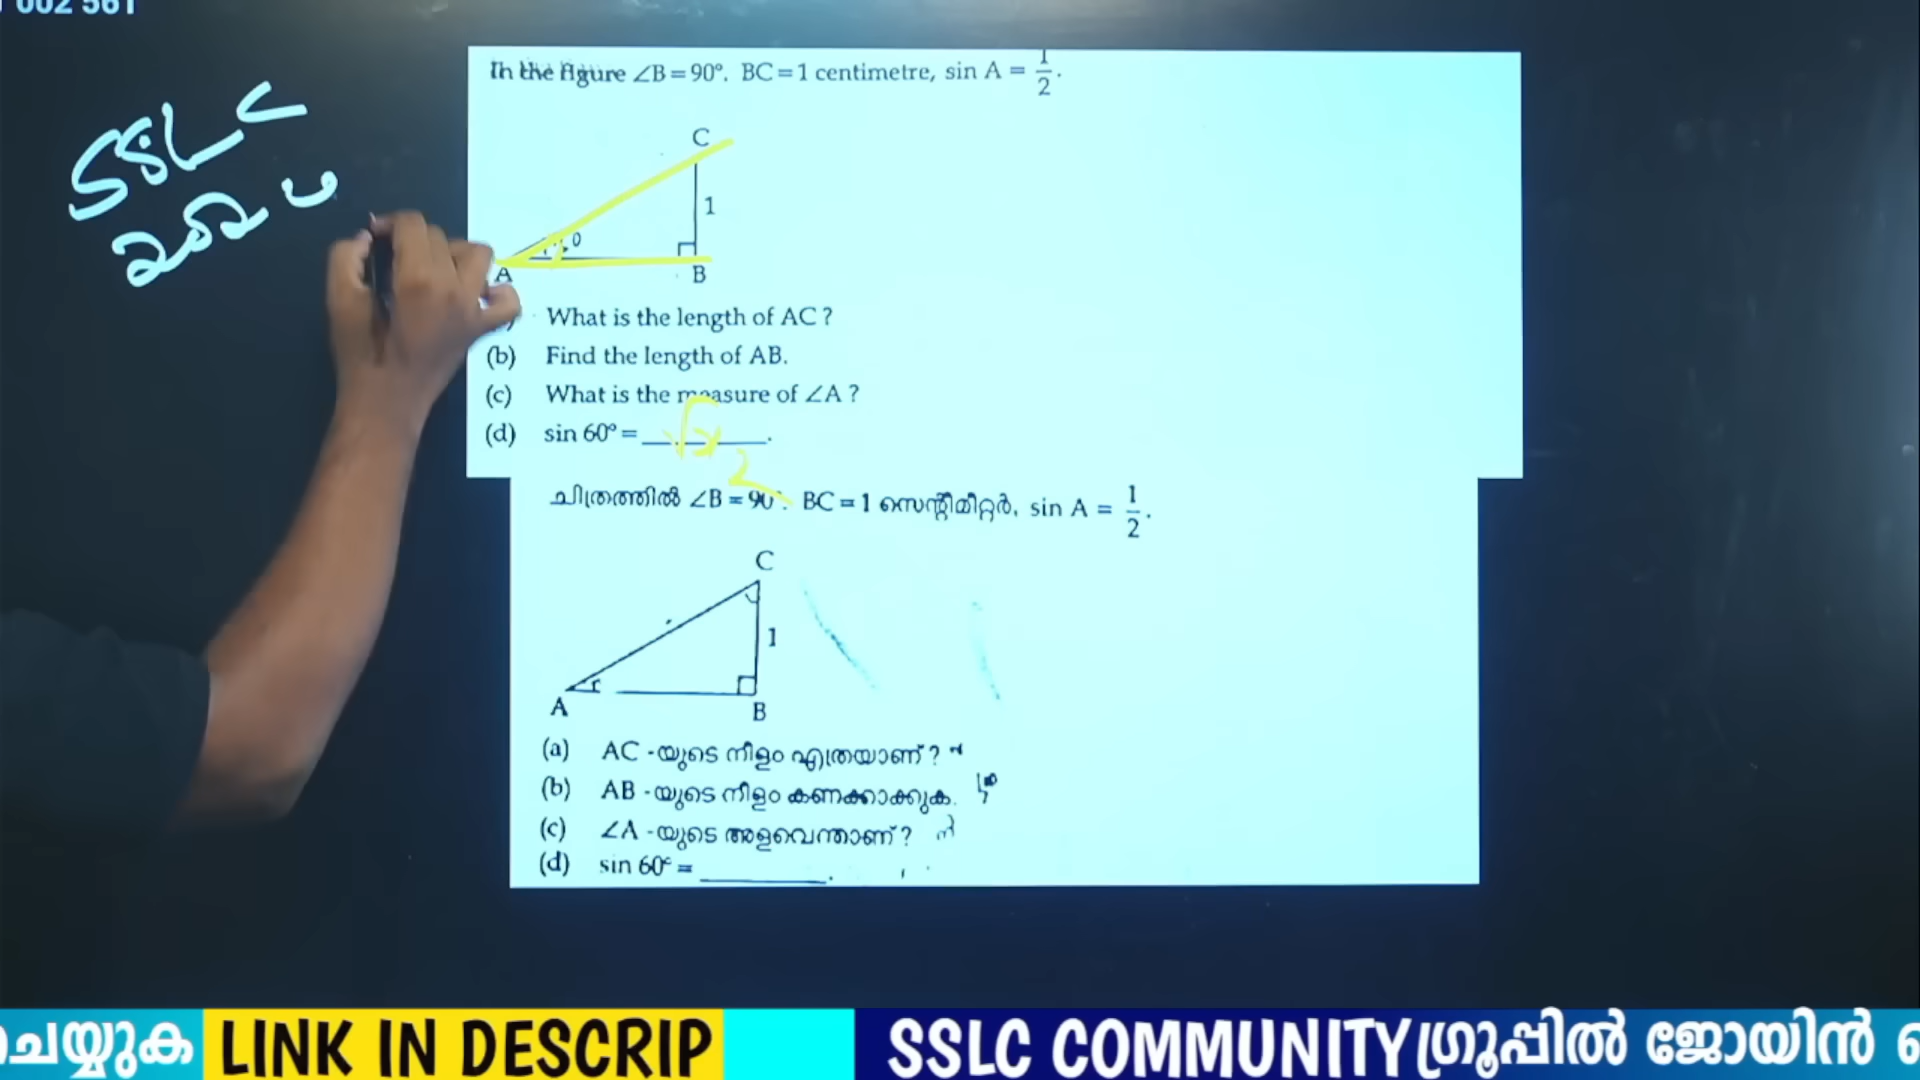 002 561
SSLC
In the figure ∠B = 90°. BC = 1 centimetre, sin A = 1/2.
C
1
A
B
What is the length of AC ?
(b) Find the length of AB.
(c) What is the measure of ∠A ?
(d) sin 60° = ________.
2
ചിത്രത്തിൽ ∠B = 90°. BC = 1 സെന്റീമീറ്റർ, sin A = 1/2.
C
1
A
B
(a) AC -യുടെ നീളം എത്രയാണ് ?
(b) AB -യുടെ നീളം കണക്കാക്കുക.
(c) ∠A -യുടെ അളവെന്താണ് ?
(d) sin 60° = ________.
ചെയ്യുക LINK IN DESCRIP SSLC COMMUNITY ഗ്രൂപ്പിൽ ജോയിൻ